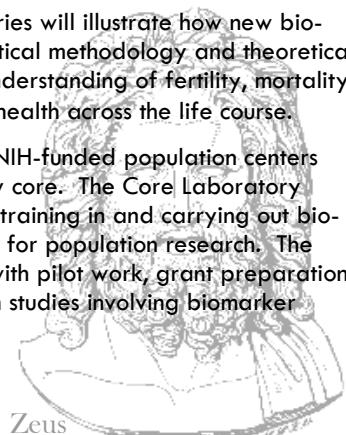 ries will illustrate how new bio-
tical methodology and theoretica
nderstanding of fertility, mortality
health across the life course.
NIH-funded population centers
y core. The Core Laboratory
training in and carrying out bio-
for population research. The
with pilot work, grant preparation
n studies involving biomarker
Zeus